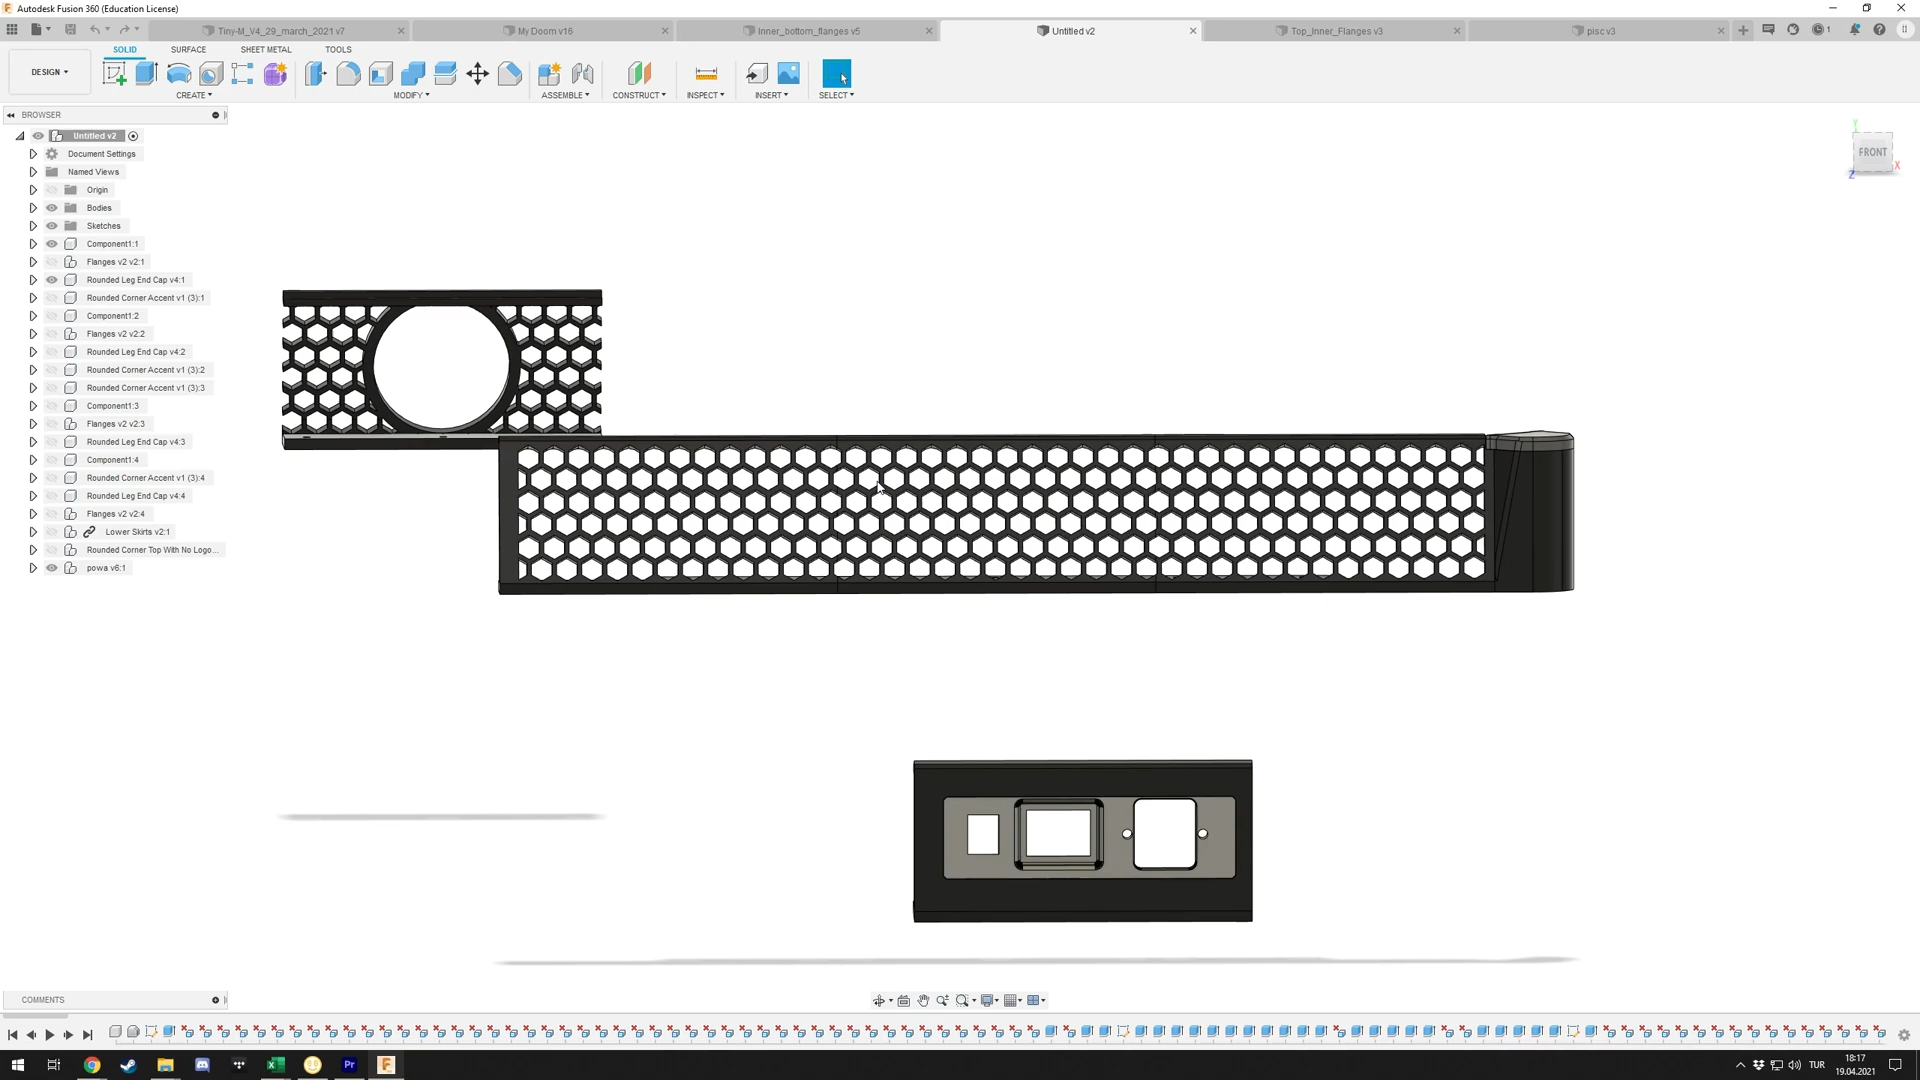 Autodesk Fusion 360 (Education License)
Tiny-M_V4_29_march_2021 v7
My Doom v16
Inner_bottom_flanges v5
Untitled v2
Top_Inner_Flanges v3
pisc v3
1
DESIGN
SOLID
SURFACE
SHEET METAL
TOOLS
CREATE
MODIFY
ASSEMBLE
CONSTRUCT
INSPECT
INSERT
SELECT
BROWSER
Untitled v2
Document Settings
Named Views
Origin
Bodies
Sketches
Component1:1
Flanges v2 v2:1
Rounded Leg End Cap v4:1
Rounded Corner Accent v1 (3):1
Component1:2
Flanges v2 v2:2
Rounded Leg End Cap v4:2
Rounded Corner Accent v1 (3):2
Rounded Corner Accent v1 (3):3
Component1:3
Flanges v2 v2:3
Rounded Leg End Cap v4:3
Component1:4
Rounded Corner Accent v1 (3):4
Rounded Leg End Cap v4:4
Flanges v2 v2:4
Lower Skirts v2:1
Rounded Corner Top With No Logo...
powa v6:1
Y
FRONT
X
Z
COMMENTS
TUR
18:17
19.04.2021